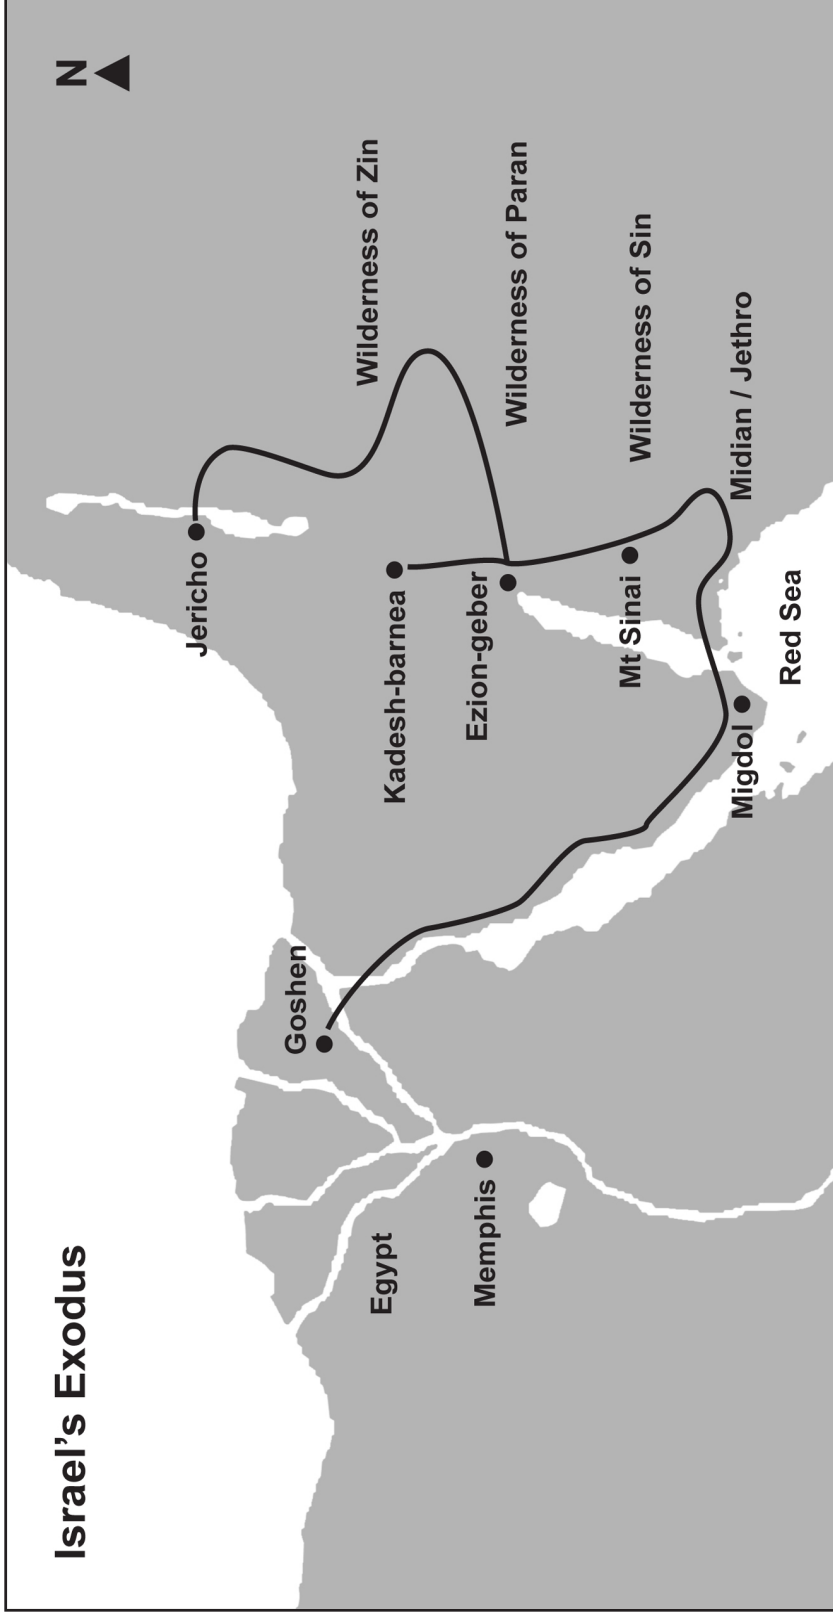 Israel’s Exodus
N
Jericho
Goshen
Wilderness of Zin
Egypt
Kadesh-barnea
Memphis
Ezion-geber
Wilderness of Paran
Mt Sinai
Wilderness of Sin
Migdol
Midian / Jethro
Red Sea